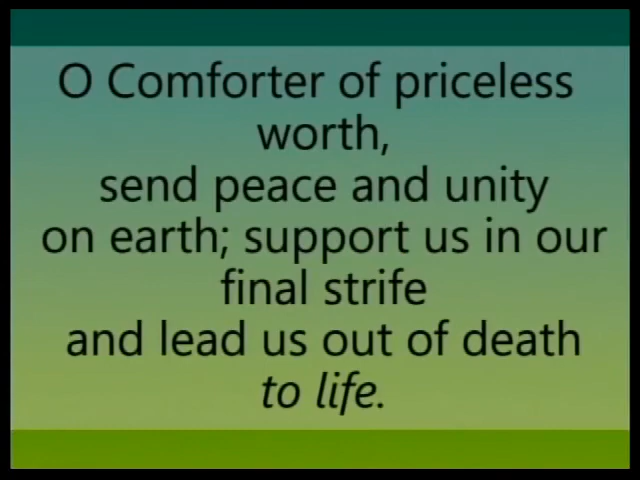 O Comforter of priceless
worth,
send peace and unity
on earth; support us in our
final strife
and lead us out of death
to life.